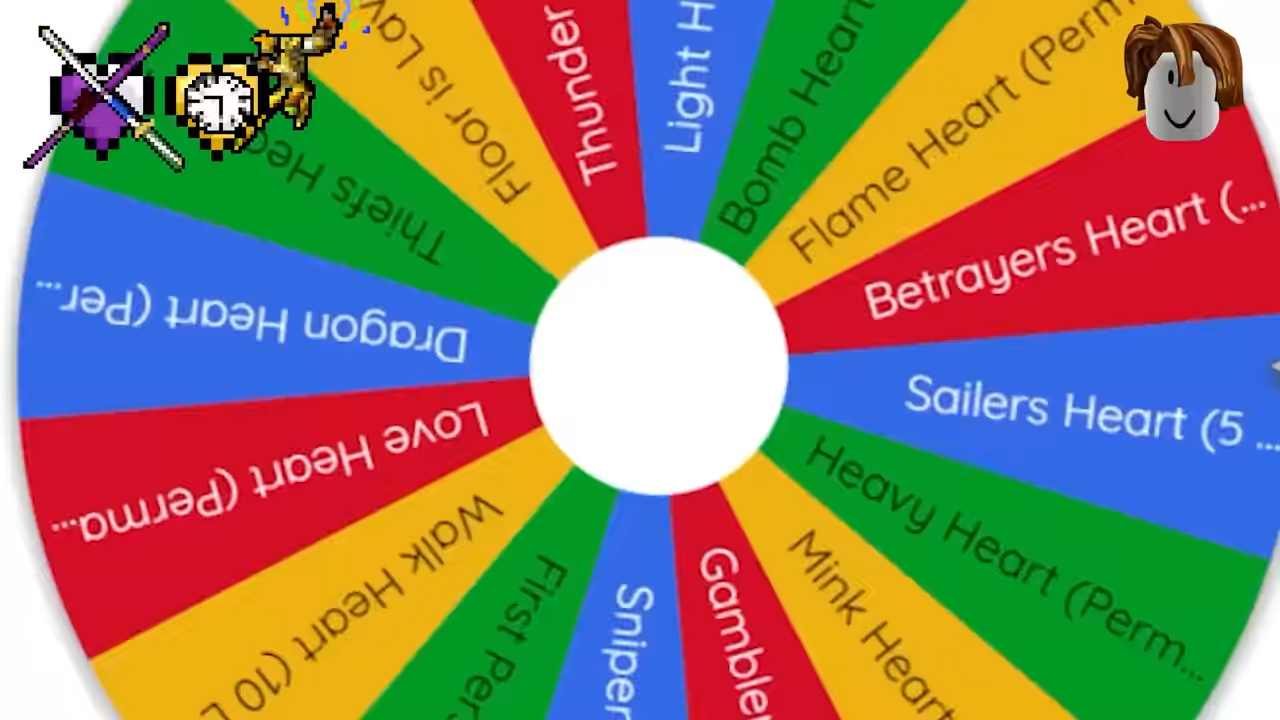 Floor is Lav
Thunder
Light H
Bomb Heart
Flame Heart (Perm
Betrayers Heart (...
Sailers Heart (5 ...
Heavy Heart (Perm...
Mink Heart
Gambler
Sniper
First Per
Walk Heart (10
Love Heart (Perma...
Dragon Heart (Per...
Thiefs He